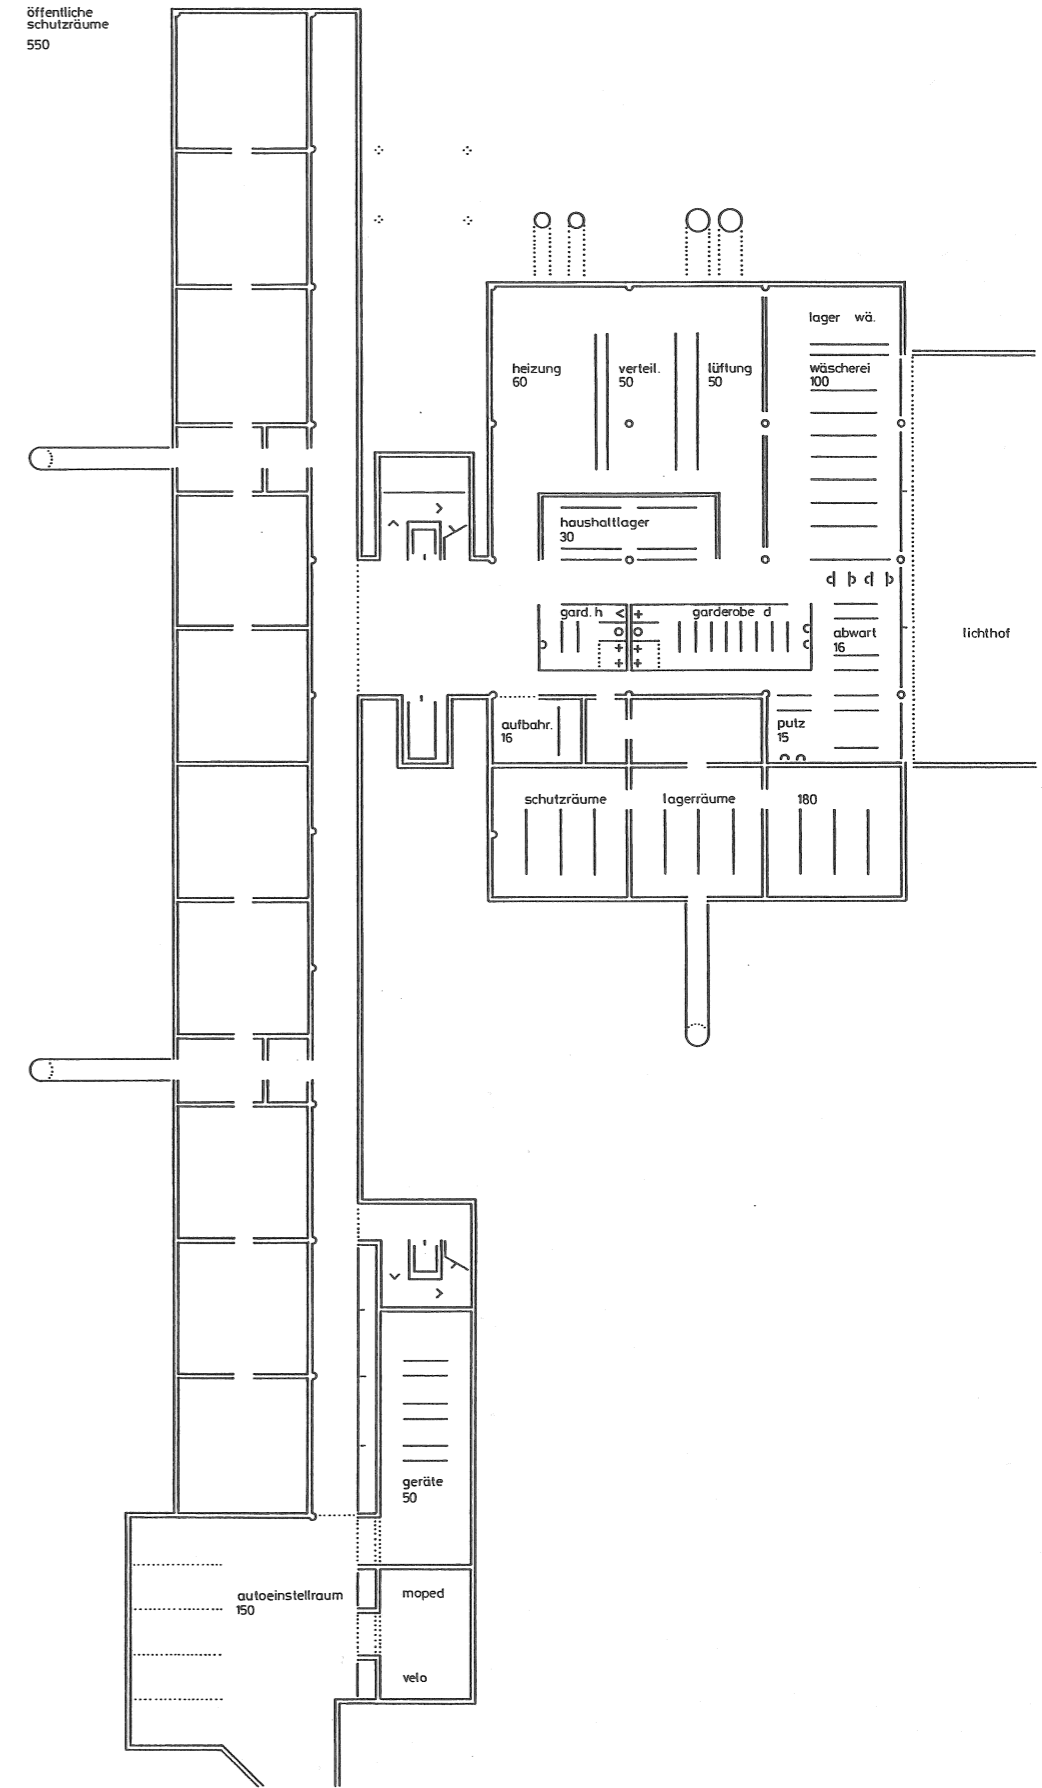 öffentliche
schutzräume
550
lager wä.
heizung
60
verteil.
50
lüftung
50
wäscherei
100
haushaltlager
30
gard. h
garderobe d
abwart
16
lichthof
aufbahr.
16
putz
15
schutzräume lagerräume 180
geräte
50
autoeinstellraum
150
moped
velo